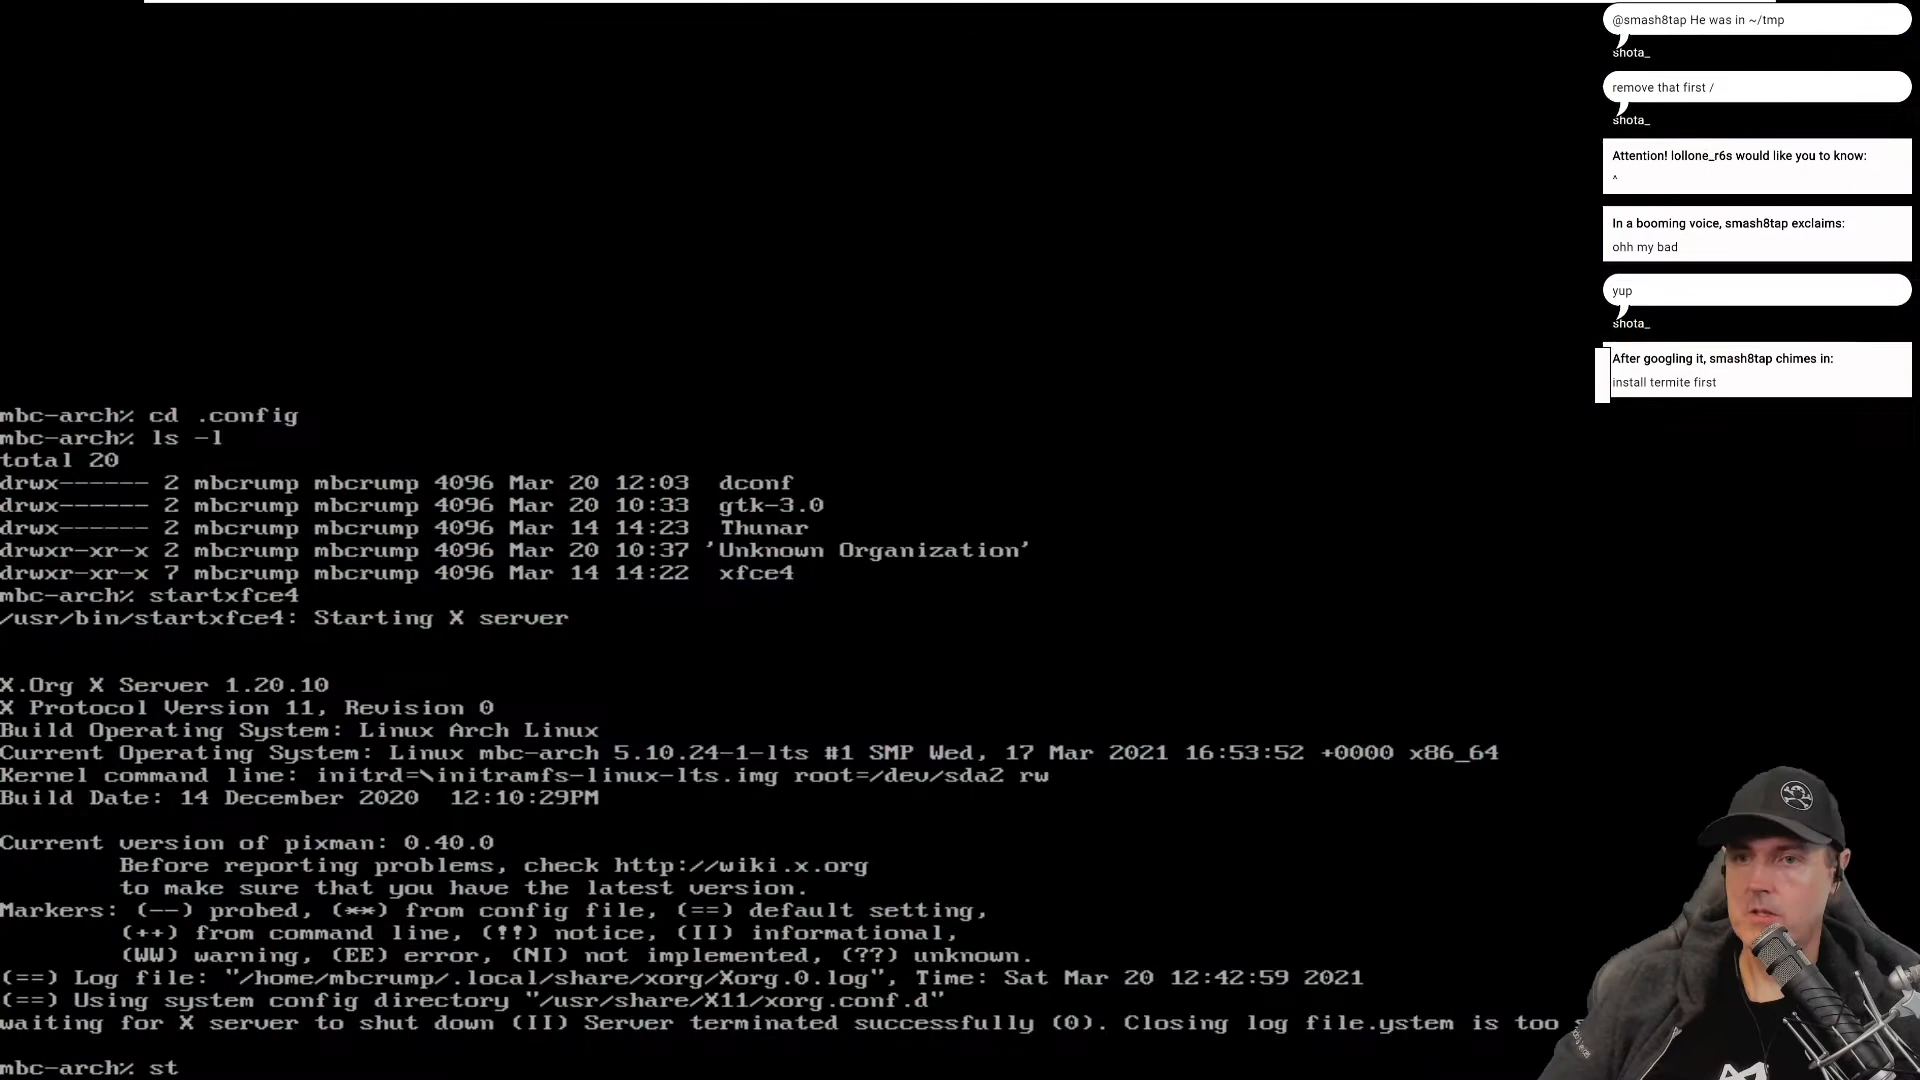 @smash8tap He was in ~/tmp
shota_
remove that first /
shota_
Attention! lollone_r6s would like you to know:
^
In a booming voice, smash8tap exclaims:
ohh my bad
yup
shota_
After googling it, smash8tap chimes in:
install termite first
mbc-arch% cd .config
mbc-arch% ls -l
total 20
drwx------ 2 mbcrump mbcrump 4096 Mar 20 12:03  dconf
drwx------ 2 mbcrump mbcrump 4096 Mar 20 10:33  gtk-3.0
drwx------ 2 mbcrump mbcrump 4096 Mar 14 14:23  Thunar
drwxr-xr-x 2 mbcrump mbcrump 4096 Mar 20 10:37 'Unknown Organization'
drwxr-xr-x 7 mbcrump mbcrump 4096 Mar 14 14:22  xfce4
mbc-arch% startxfce4
/usr/bin/startxfce4: Starting X server
X.Org X Server 1.20.10
X Protocol Version 11, Revision 0
Build Operating System: Linux Arch Linux
Current Operating System: Linux mbc-arch 5.10.24-1-lts #1 SMP Wed, 17 Mar 2021 16:53:52 +0000 x86_64
Kernel command line: initrd=\initramfs-linux-lts.img root=/dev/sda2 rw
Build Date: 14 December 2020  12:10:29PM
Current version of pixman: 0.40.0
Before reporting problems, check http://wiki.x.org
to make sure that you have the latest version.
Markers: (--) probed, (**) from config file, (==) default setting,
(++) from command line, (!!) notice, (II) informational,
(WW) warning, (EE) error, (NI) not implemented, (??) unknown.
(==) Log file: "/home/mbcrump/.local/share/xorg/Xorg.0.log", Time: Sat Mar 20 12:42:59 2021
(==) Using system config directory "/usr/share/X11/xorg.conf.d"
waiting for X server to shut down (II) Server terminated successfully (0). Closing log file.ystem is too
mbc-arch% st